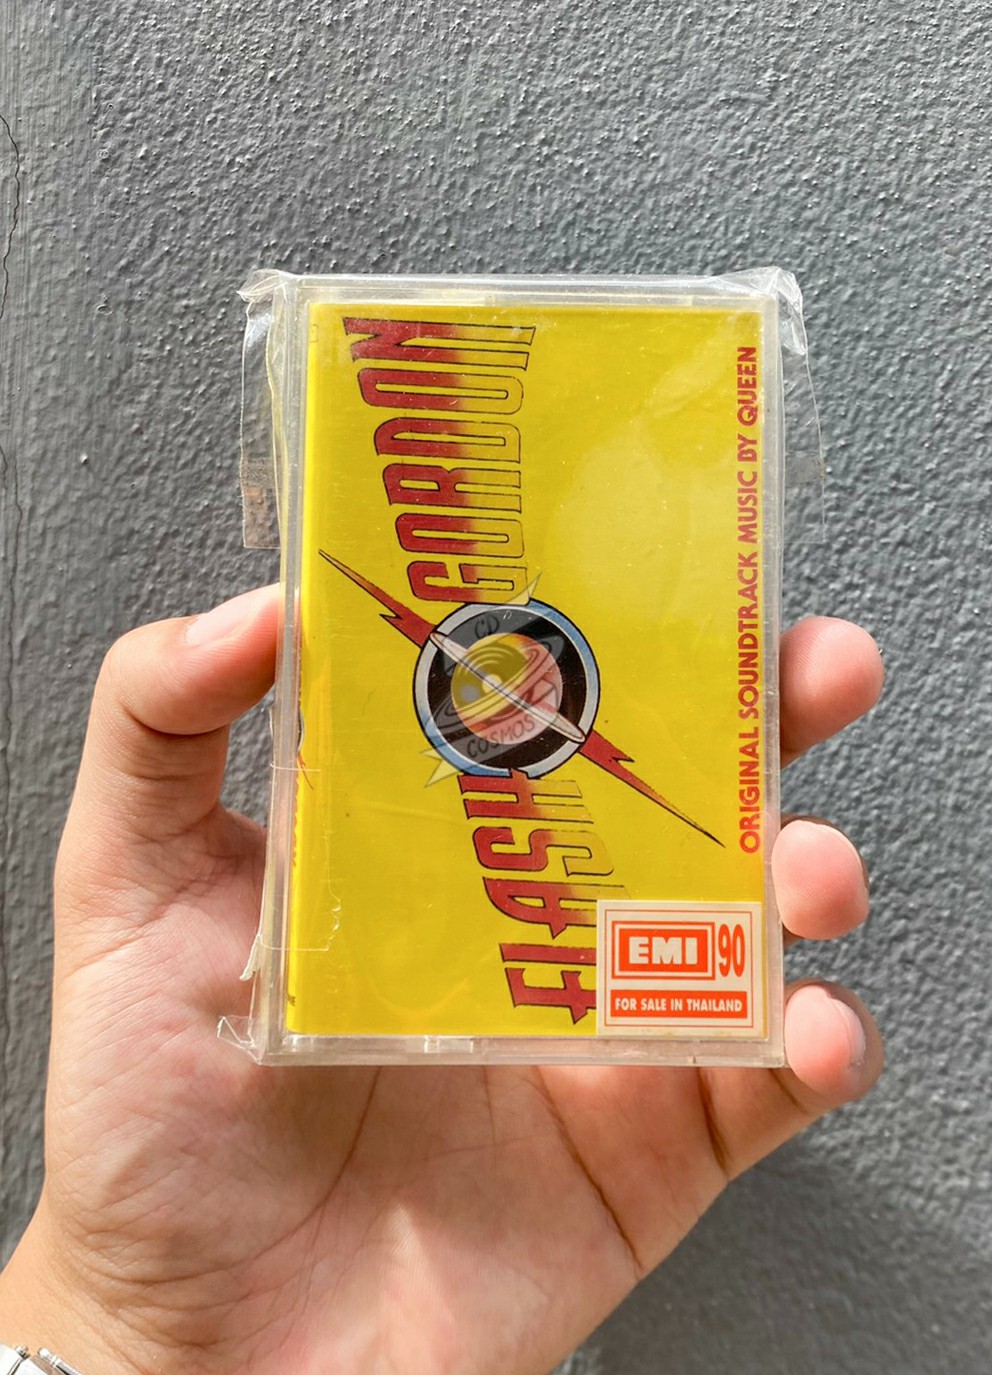 FLASH GORDON
ORIGINAL SOUNDTRACK MUSIC BY QUEEN
CD
COSMOS
EMI 90
FOR SALE IN THAILAND